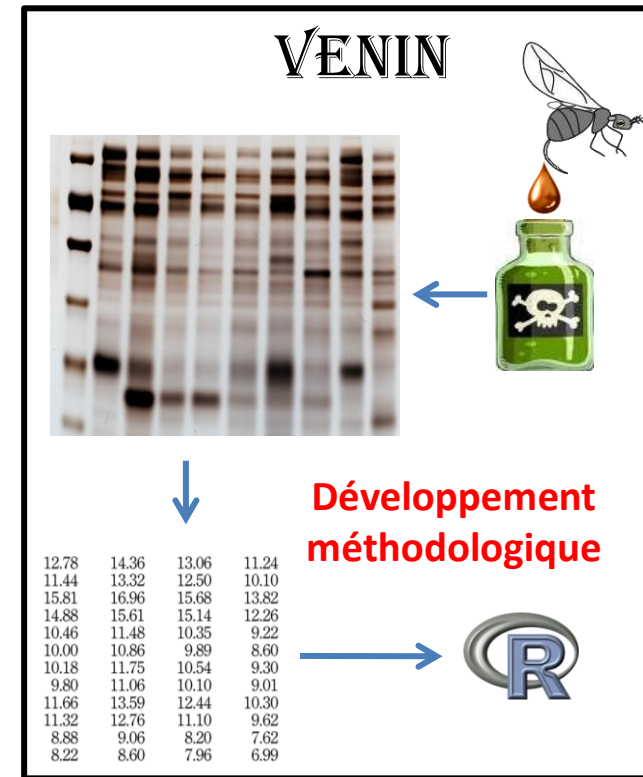 VENIN
Développement
méthodologique
12.78 14.36 13.06 11.24
11.44 13.32 12.50 10.10
15.81 16.96 15.68 13.82
14.88 15.61 15.14 12.26
10.46 11.48 10.35 9.22
10.00 10.86 9.89 8.60
10.18 11.75 10.54 9.30
9.80 11.06 10.10 9.01
11.66 13.59 12.44 10.30
11.32 12.76 11.10 9.62
8.88 9.06 8.20 7.62
8.22 8.60 7.96 6.99
R